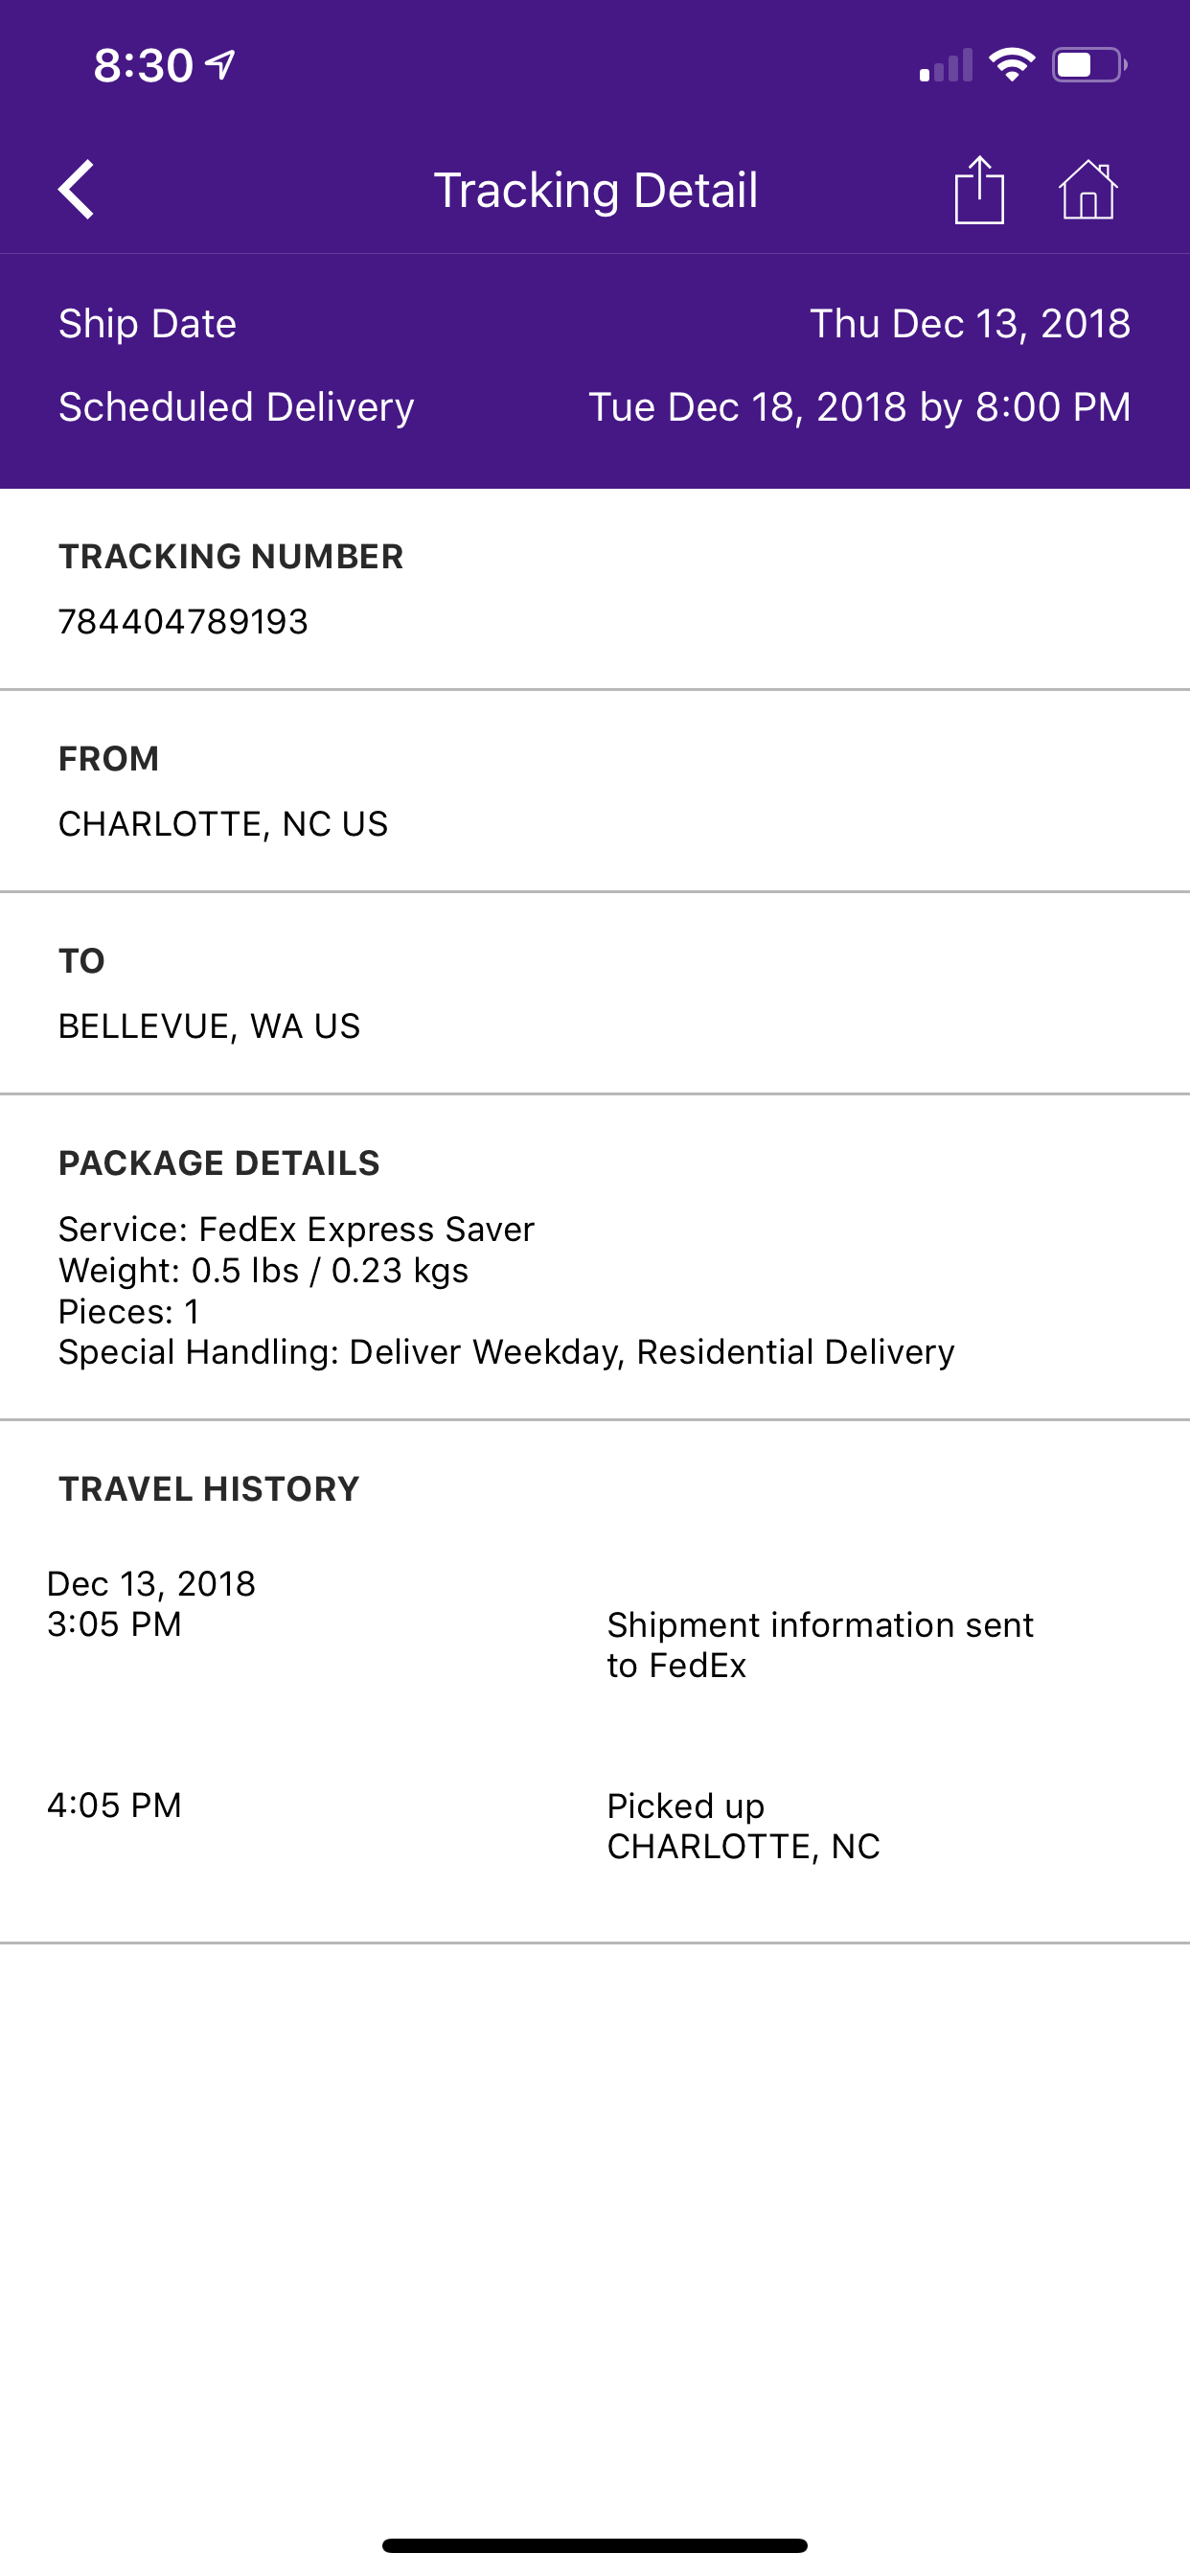 8:30
Tracking Detail
Ship Date Thu Dec 13, 2018
Scheduled Delivery Tue Dec 18, 2018 by 8:00 PM
TRACKING NUMBER
784404789193
FROM
CHARLOTTE, NC US
TO
BELLEVUE, WA US
PACKAGE DETAILS
Service: FedEx Express Saver
Weight: 0.5 lbs / 0.23 kgs
Pieces: 1
Special Handling: Deliver Weekday, Residential Delivery
TRAVEL HISTORY
Dec 13, 2018
3:05 PM Shipment information sent
to FedEx
4:05 PM Picked up
CHARLOTTE, NC